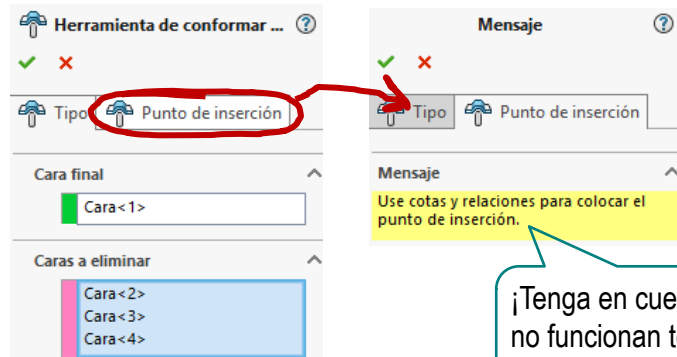 Herramienta de conformar ...
Tipo
Punto de inserción
Cara final
Cara<1>
Caras a eliminar
Cara<2>
Cara<3>
Cara<4>
Mensaje
Tipo
Punto de inserción
Mensaje
Use cotas y relaciones para colocar el
punto de inserción.
¡Tenga en cue
no funcionan t